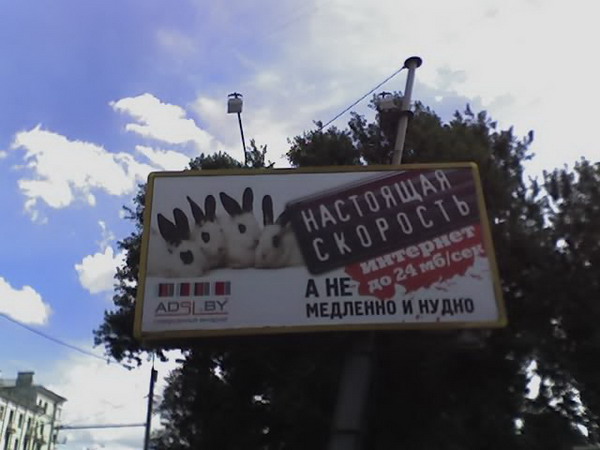 НАСТОЯЩАЯ
СКОРОСТЬ
интернет
до 24 мб/сек
А НЕ
МЕДЛЕННО И НУДНО
ADSL.BY